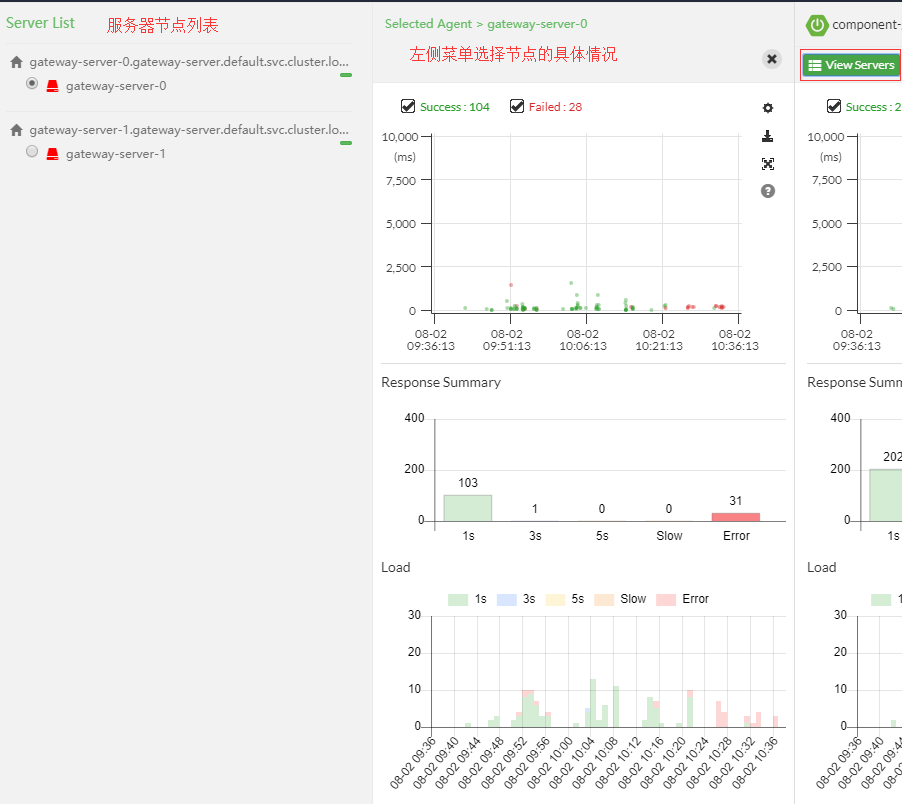 Server List
服务器节点列表
gateway-server-0.gateway-server.default.svc.cluster.lo...
gateway-server-0
gateway-server-1.gateway-server.default.svc.cluster.lo...
gateway-server-1
Selected Agent > gateway-server-0
左侧菜单选择节点的具体情况
Success : 104
Failed : 28
10,000
(ms)
7,500
5,000
2,500
0
08-02
09:36:13
08-02
09:51:13
08-02
10:06:13
08-02
10:21:13
08-02
10:36:13
Response Summary
400
200
0
103
1
0
0
31
1s
3s
5s
Slow
Error
Load
1s
3s
5s
Slow
Error
30
20
10
0
08-02 09:36
08-02 09:40
08-02 09:44
08-02 09:48
08-02 09:52
08-02 09:56
08-02 10:00
08-02 10:04
08-02 10:08
08-02 10:12
08-02 10:16
08-02 10:20
08-02 10:24
08-02 10:28
08-02 10:32
08-02 10:36
component-
View Servers
Success : 2
10,000
(ms)
7,500
5,000
2,500
0
08-02
09:36:13
Response Summ
400
200
0
202
1s
Load
30
20
10
0
08-02 09:36
08-02 09:40